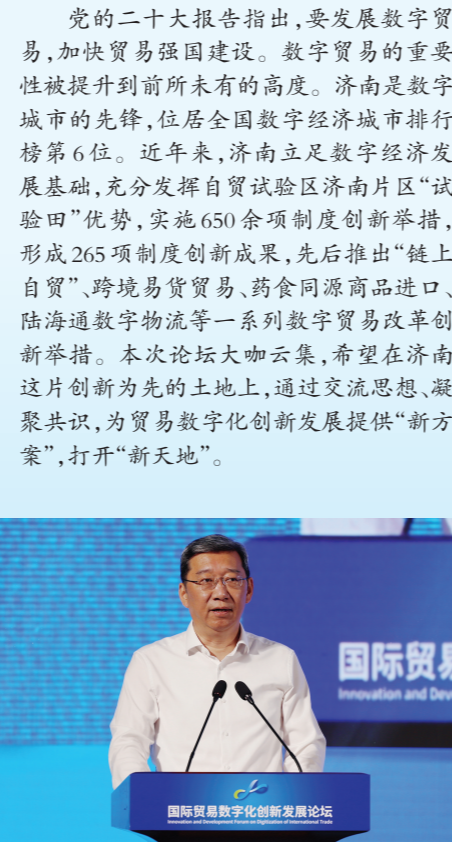 党的二十大报告指出，要发展数字贸
易，加快贸易强国建设。数字贸易的重要
性被提升到前所未有的高度。济南是数字
城市的先锋，位居全国数字经济城市排行
榜第6位。近年来，济南立足数字经济发
展基础，充分发挥自贸试验区济南片区“试
验田”优势，实施650余项制度创新举措，
形成265项制度创新成果，先后推出“链上
自贸”、跨境易货贸易、药食同源商品进口、
陆海通数字物流等一系列数字贸易改革创
新举措。本次论坛大咖云集，希望在济南
这片创新为先的土地上，通过交流思想、凝
聚共识，为贸易数字化创新发展提供“新方
案”，打开“新天地”。
国际贸易
Innovation and Dev
国际贸易数字化创新发展论坛
Innovation and Development Forum on Digitization of International Trade